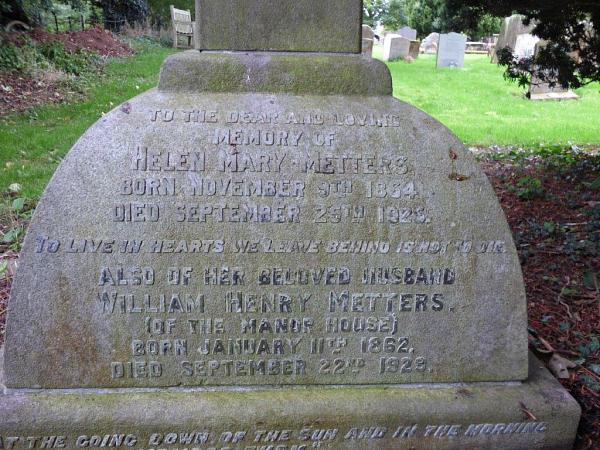 TO THE DEAR AND LOVING
MEMORY OF
HELEN MARY METTERS.
BORN NOVEMBER 9TH 1864.
DIED SEPTEMBER 25TH 1923.
TO LIVE IN HEARTS WE LEAVE BEHIND IS NOT TO DIE
ALSO OF HER BELOVED HUSBAND
WILLIAM HENRY METTERS.
(OF THE MANOR HOUSE)
BORN JANUARY 11TH 1862.
DIED SEPTEMBER 22ND 1929.
AT THE GOING DOWN OF THE SUN AND IN THE MORNING